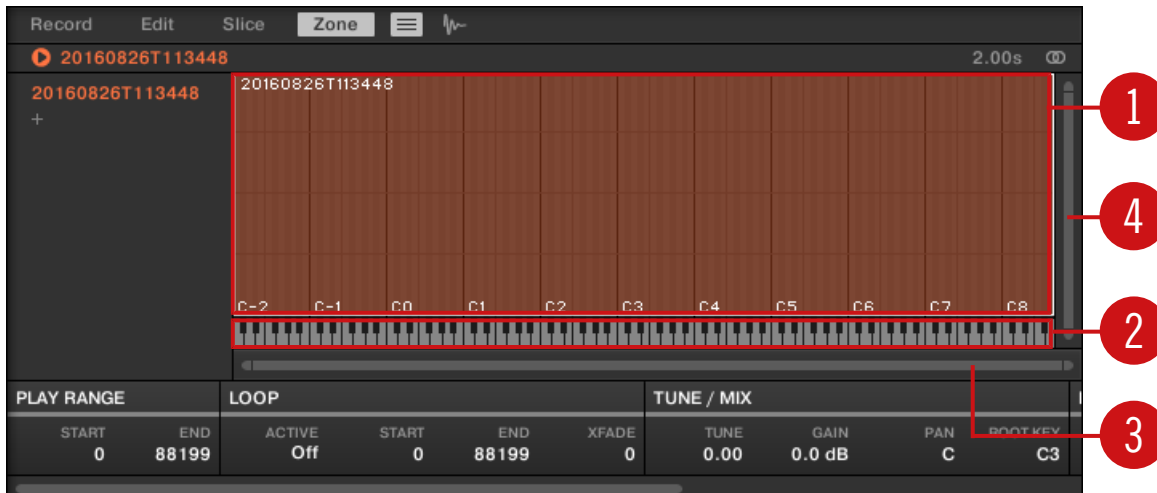 Record Edit Slice Zone
20160826T113448 2.00s
20160826T113448 20160826T113448
+
1
4
C-2 C-1 C0 C1 C2 C3 C4 C5 C6 C7 C8
2
PLAY RANGE LOOP TUNE / MIX
START END ACTIVE START END XFADE TUNE GAIN PAN ROOT KEY
0 88199 Off 0 88199 0 0.00 0.0 dB C C3
3